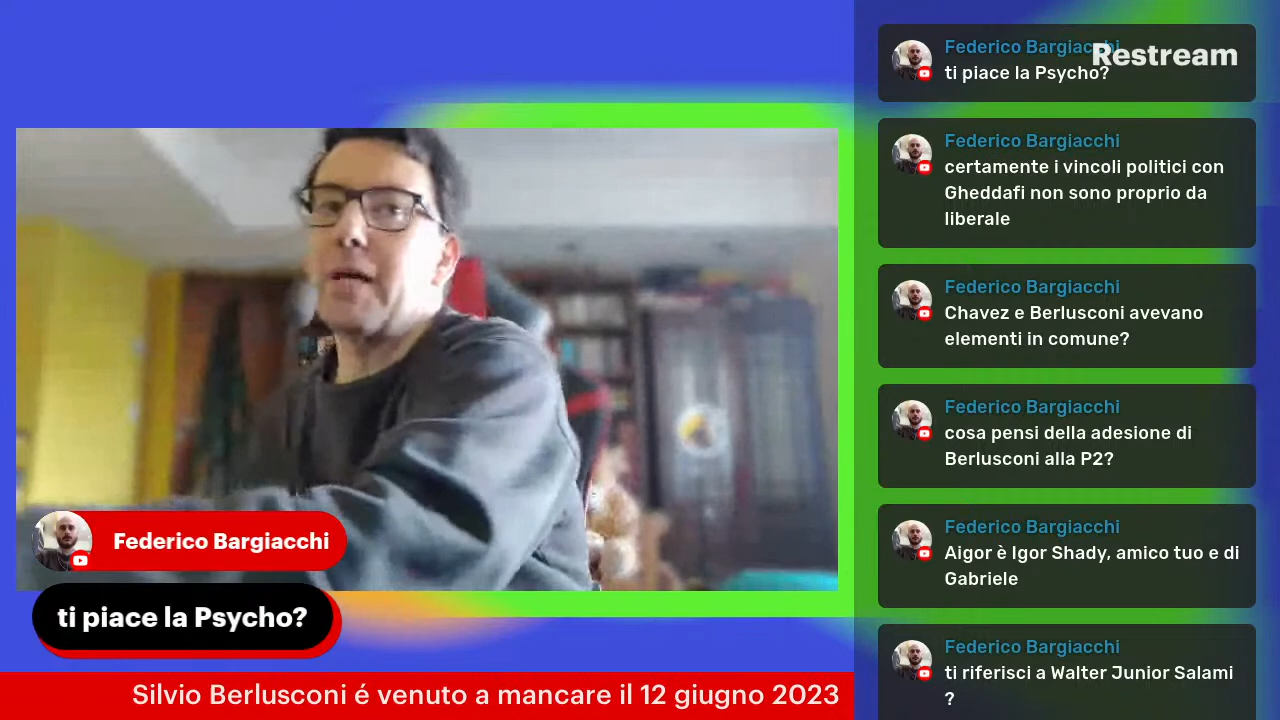 Federico Bargiacchi
ti piace la Psycho?
Silvio Berlusconi é venuto a mancare il 12 giugno 2023
Restream
Federico Bargiacchi
ti piace la Psycho?
Federico Bargiacchi
certamente i vincoli politici con
Gheddafi non sono proprio da
liberale
Federico Bargiacchi
Chavez e Berlusconi avevano
elementi in comune?
Federico Bargiacchi
cosa pensi della adesione di
Berlusconi alla P2?
Federico Bargiacchi
Aigor è Igor Shady, amico tuo e di
Gabriele
Federico Bargiacchi
ti riferisci a Walter Junior Salami
?